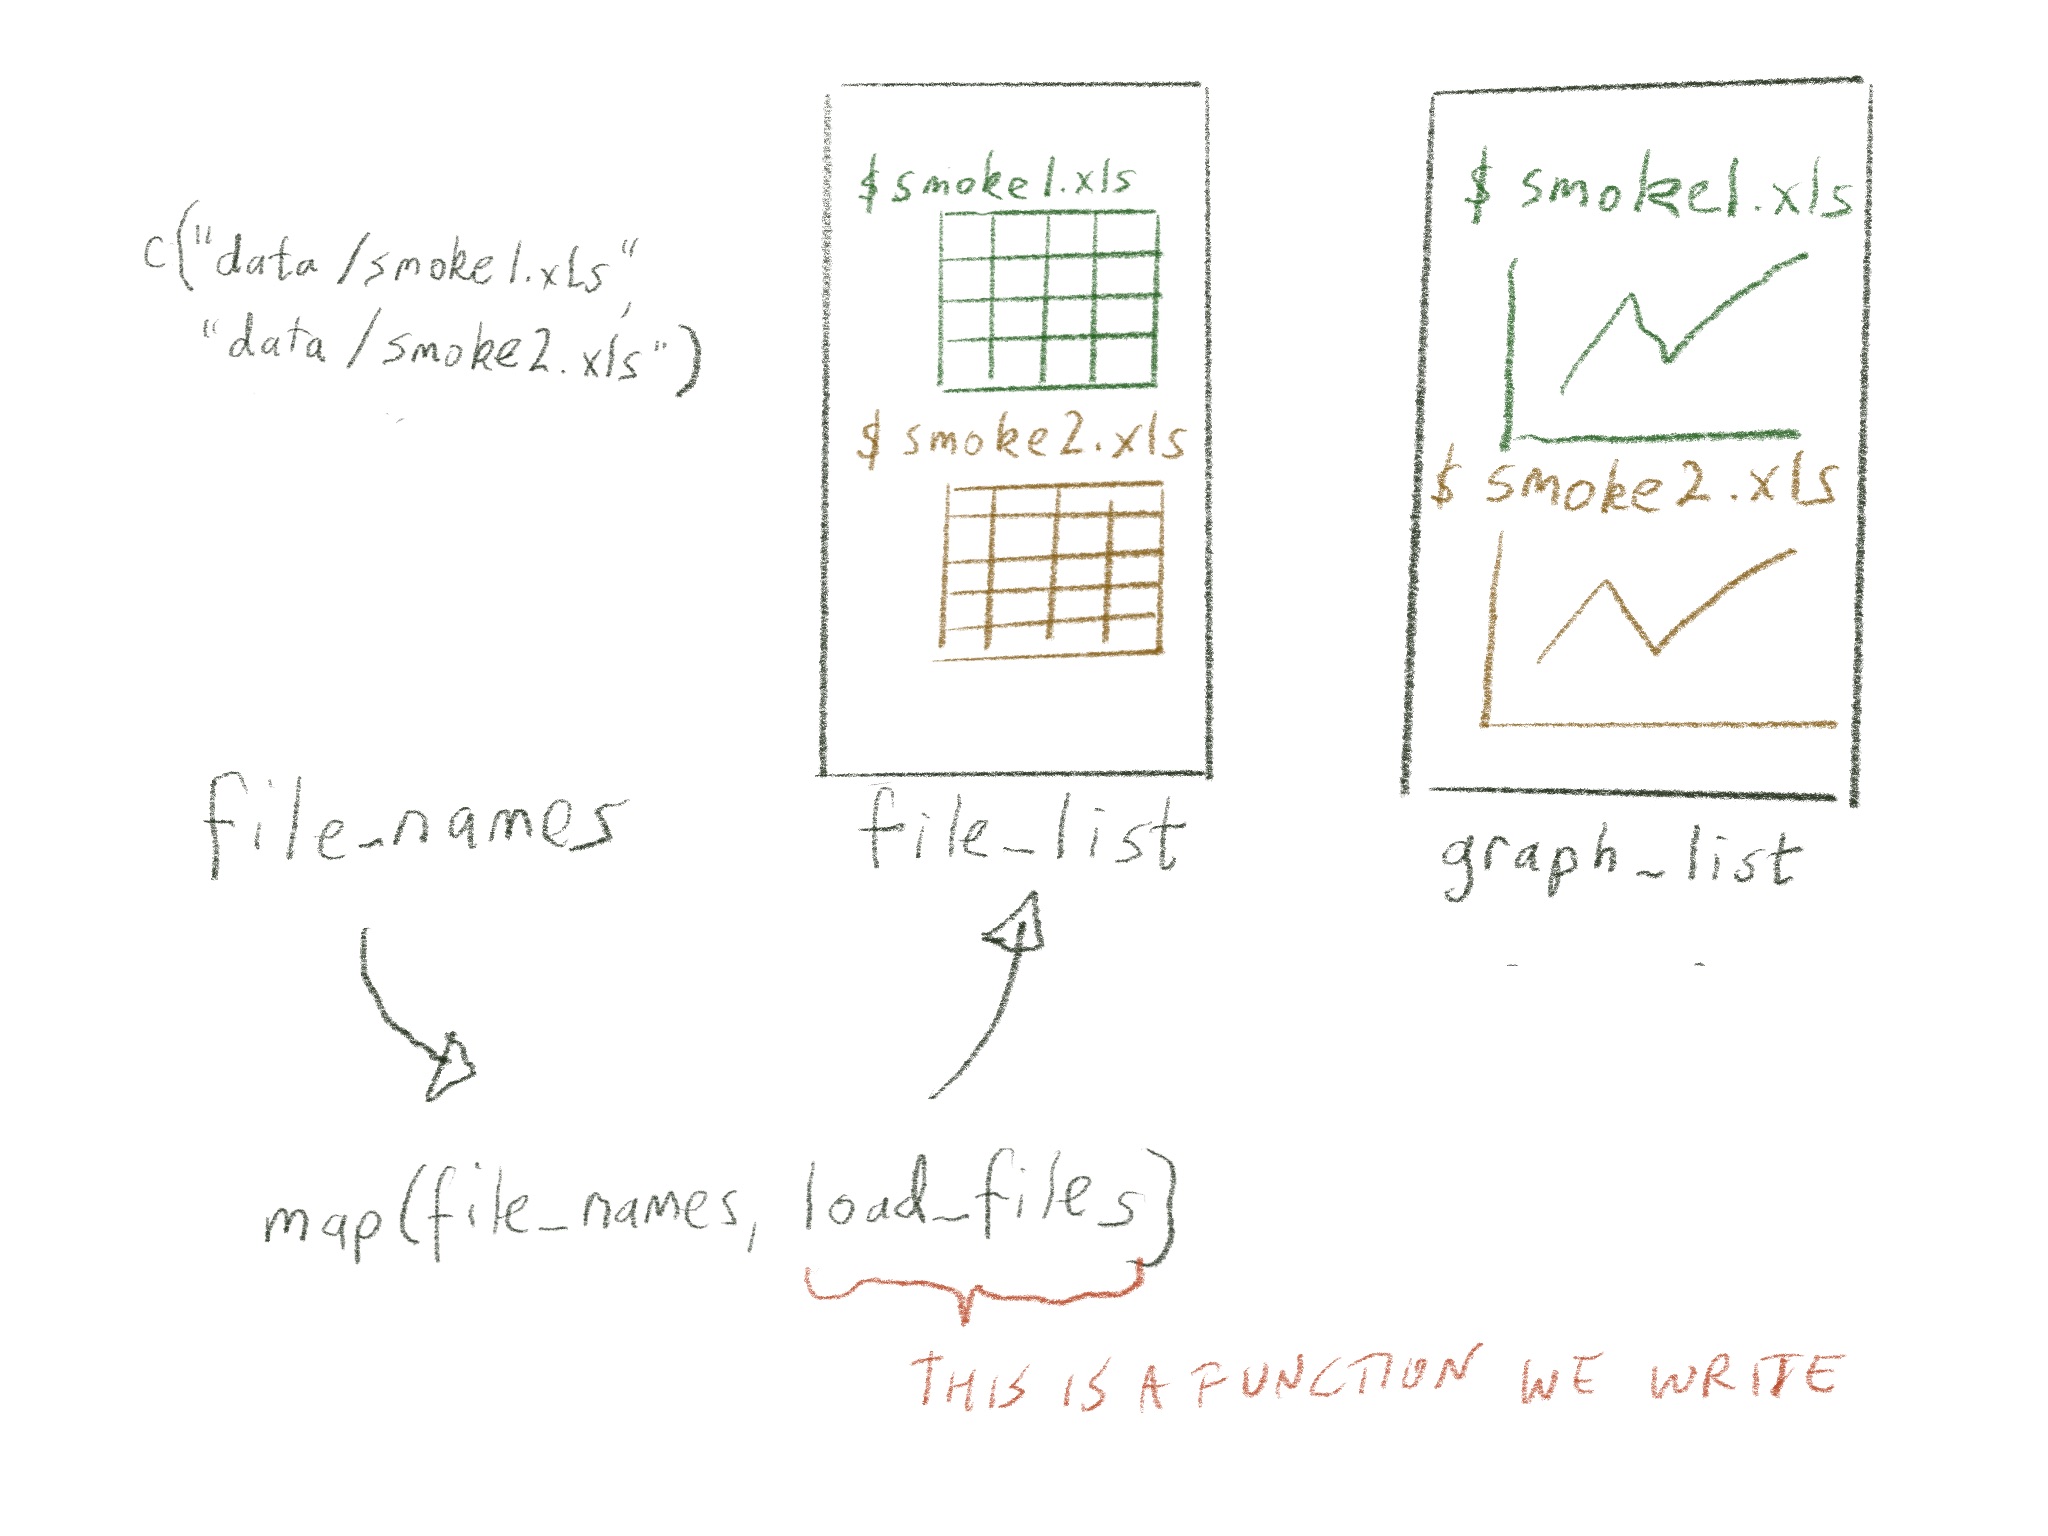 c("data/smoke1.xls",
"data/smoke2.xls")
file_names
$ smoke1.xls
$ smoke2.xls
file_list
$ smoke1.xls
$ smoke2.xls
graph_list
map(file_names, load_files)
THIS IS A FUNCTION WE WRITE